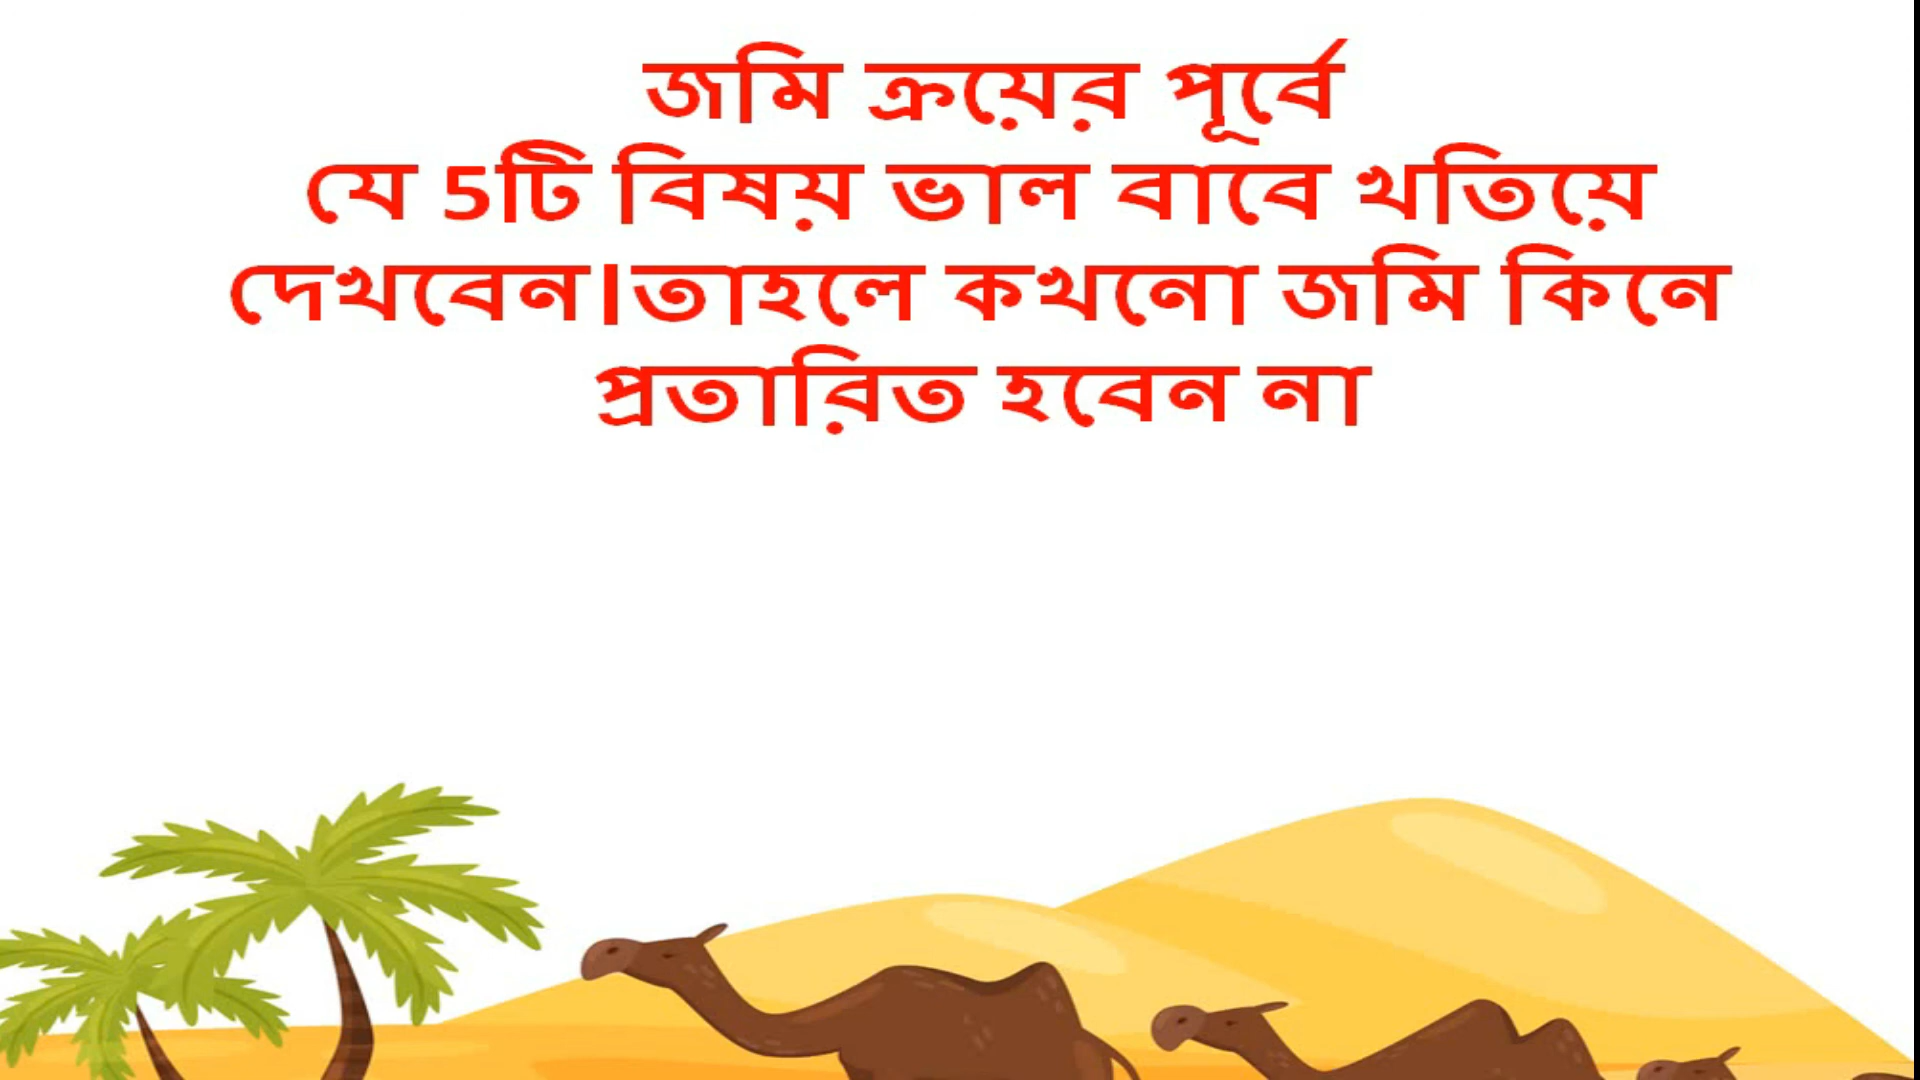 জমি ক্রয়ের পূর্বে
যে 5টি বিষয় ভাল বাবে খতিয়ে
দেখবেন।তাহলে কখনো জমি কিনে
প্রতারিত হবেন না